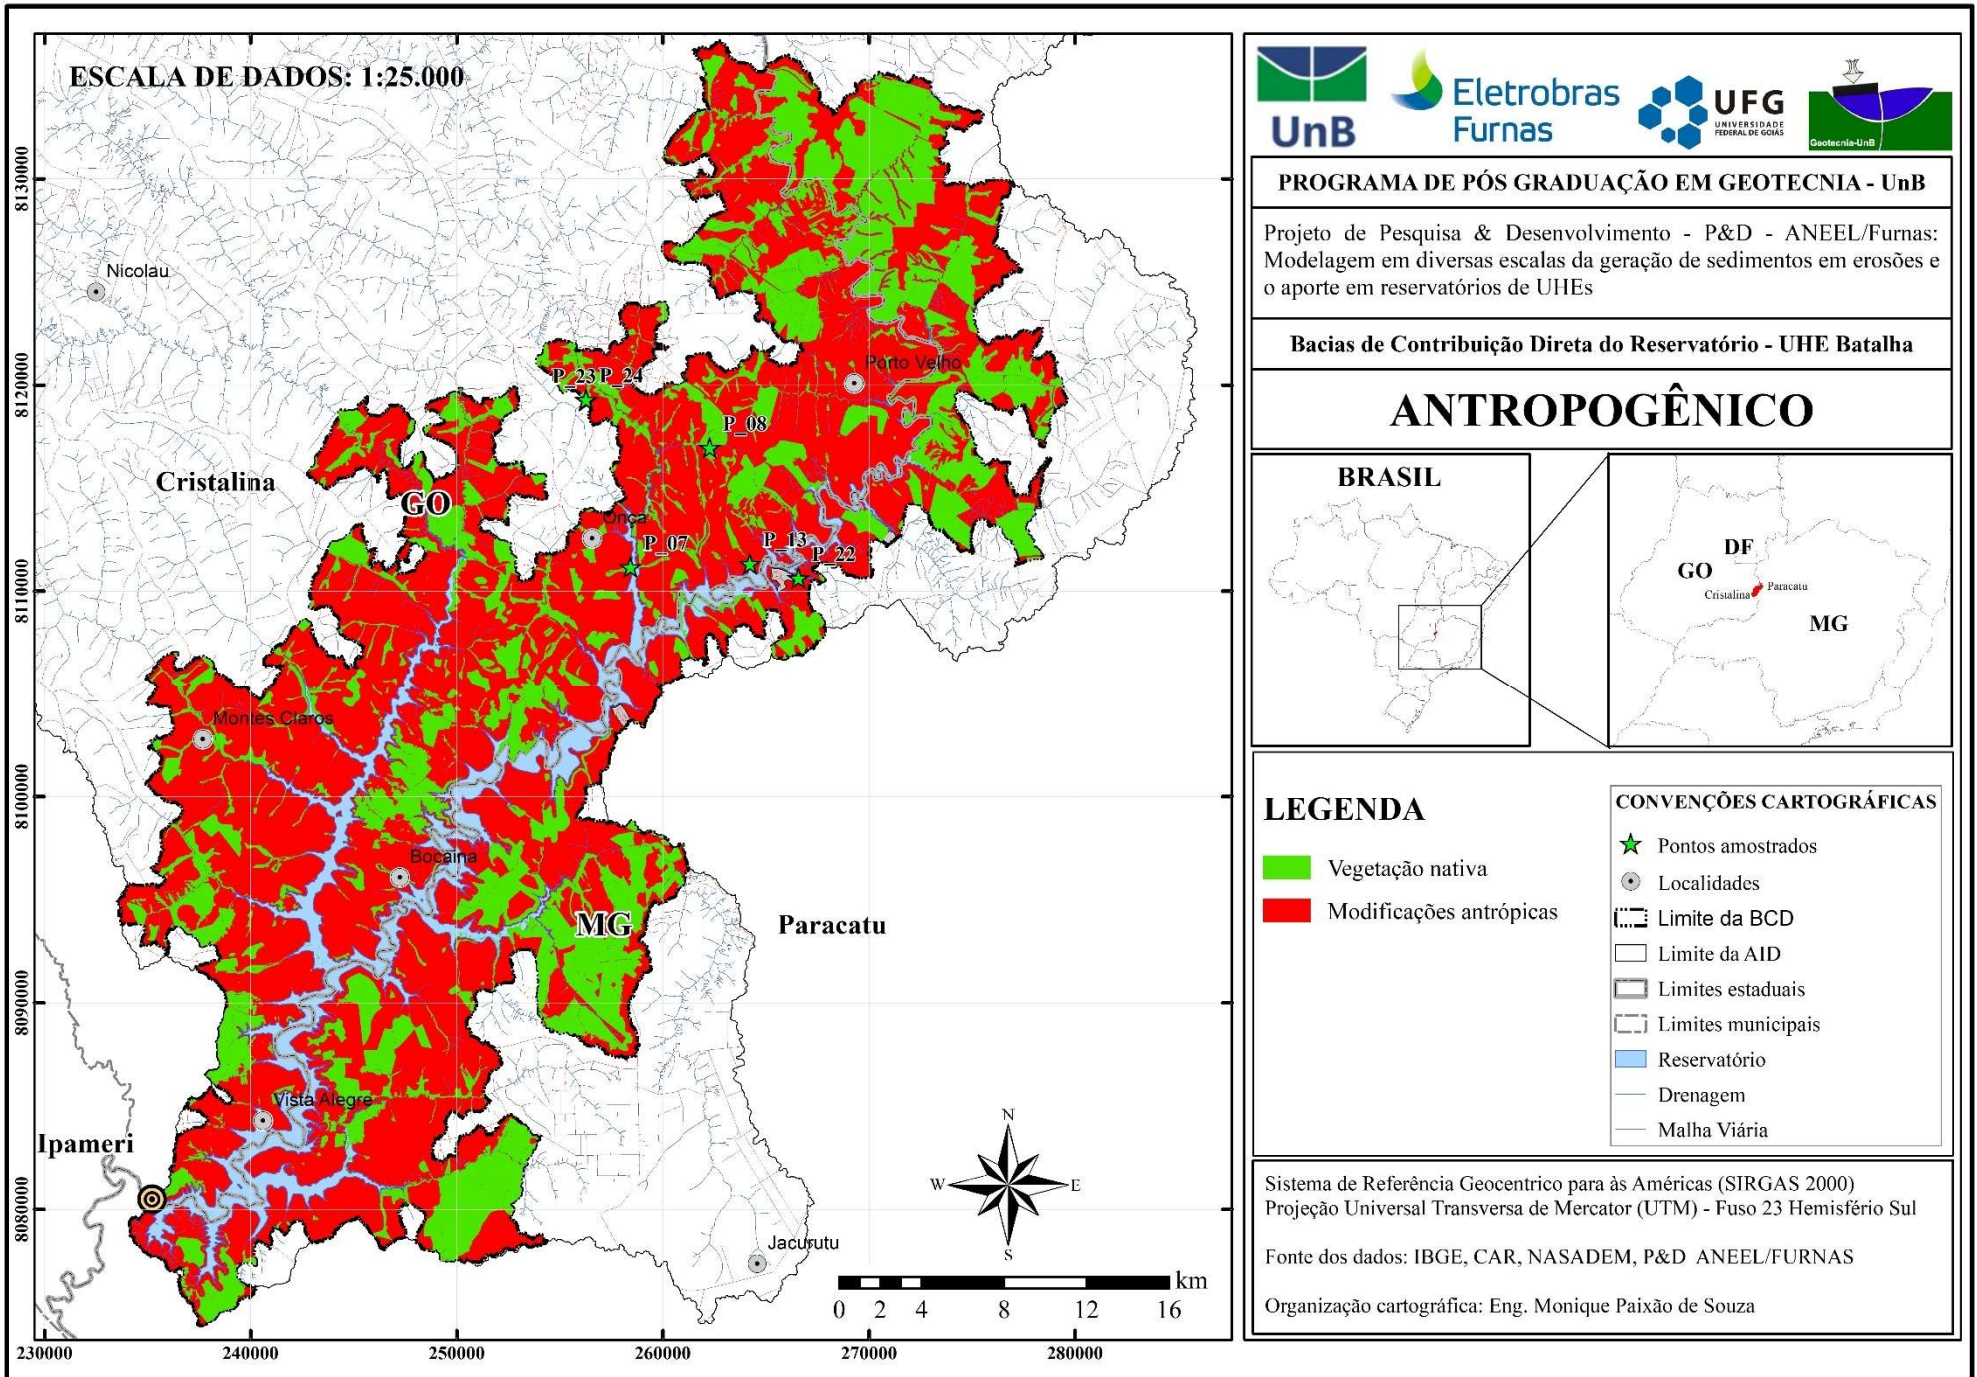 ESCALA DE DADOS: 1:25.000
8130000
8120000
8110000
8100000
8090000
8080000
230000
240000
250000
260000
270000
280000
Nicolau
Porto Velho
P_23
P_24
P_08
Cristalina
GO
Onça
P_07
P_13
P_22
Montes Claros
Bocaina
MG
Paracatu
Vista Alegre
Ipameri
Jacurutu
N
W
E
S
km
0 2 4 8 12 16
UnB
Eletrobras
Furnas
UFG
UNIVERSIDADE
FEDERAL DE GOIÁS
Geotecnia-UnB
PROGRAMA DE PÓS GRADUAÇÃO EM GEOTECNIA - UnB
Projeto de Pesquisa & Desenvolvimento - P&D - ANEEL/Furnas:
Modelagem em diversas escalas da geração de sedimentos em erosões e
o aporte em reservatórios de UHEs
Bacias de Contribuição Direta do Reservatório - UHE Batalha
ANTROPOGÊNICO
BRASIL
DF
GO
Paracatu
Cristalina
MG
LEGENDA
Vegetação nativa
Modificações antrópicas
CONVENÇÕES CARTOGRÁFICAS
Pontos amostrados
Localidades
Limite da BCD
Limite da AID
Limites estaduais
Limites municipais
Reservatório
Drenagem
Malha Viária
Sistema de Referência Geocentrico para às Américas (SIRGAS 2000)
Projeção Universal Transversa de Mercator (UTM) - Fuso 23 Hemisfério Sul
Fonte dos dados: IBGE, CAR, NASADEM, P&D ANEEL/FURNAS
Organização cartográfica: Eng. Monique Paixão de Souza